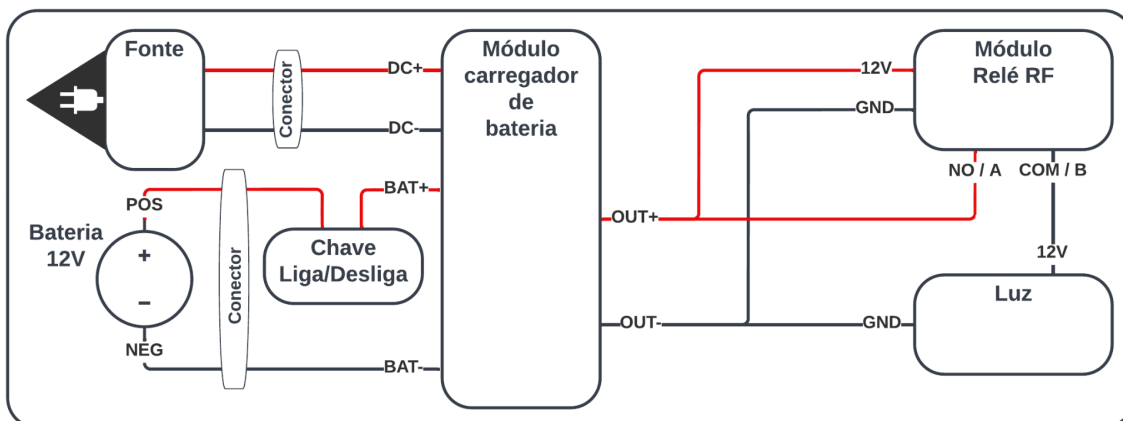 Fonte
Conector
DC+
DC-
Módulo
carregador
de
bateria
12V
GND
Módulo
Relé RF
NO / A
COM / B
POS
BAT+
Bateria
12V
+
−
NEG
Conector
Chave
Liga/Desliga
BAT-
OUT+
OUT-
12V
GND
Luz